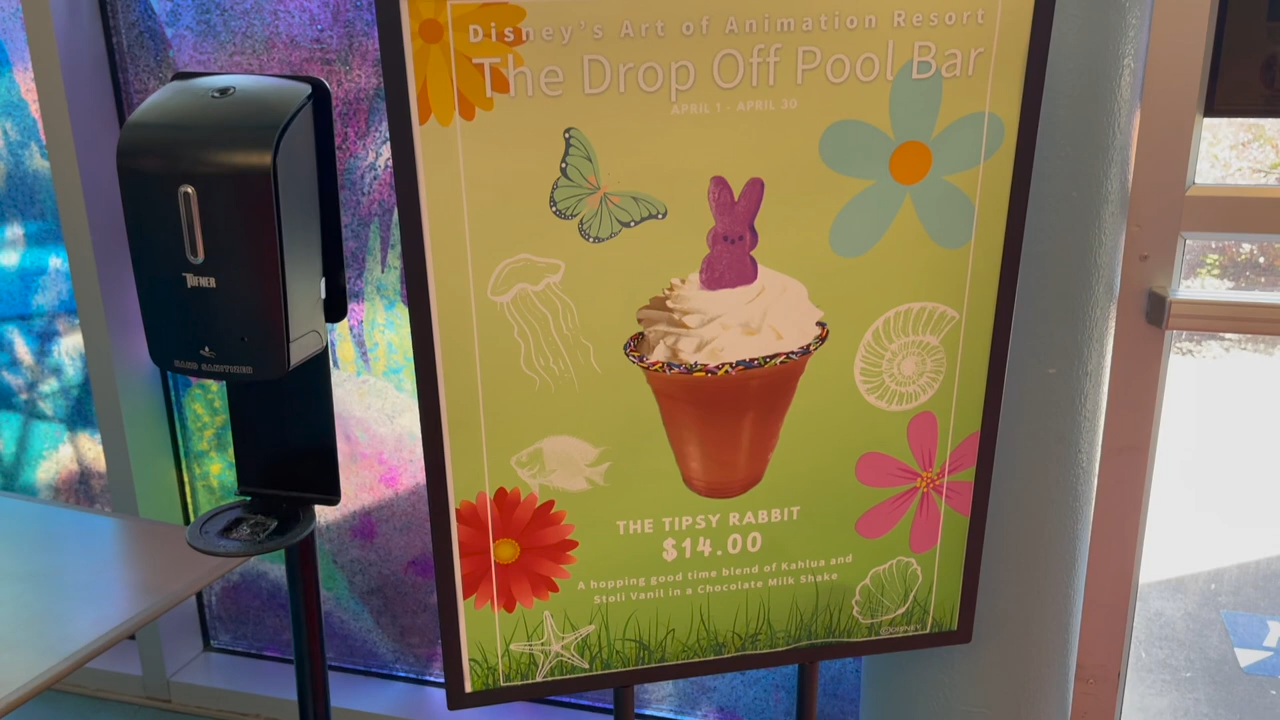 Disney's Art of Animation Resort
The Drop Off Pool Bar
APRIL 1 - APRIL 30
TÜFNER
HAND SANITIZER
THE TIPSY RABBIT
$14.00
A hopping good time blend of Kahlua and
Stoli Vanil in a Chocolate Milk Shake
©DISNEY